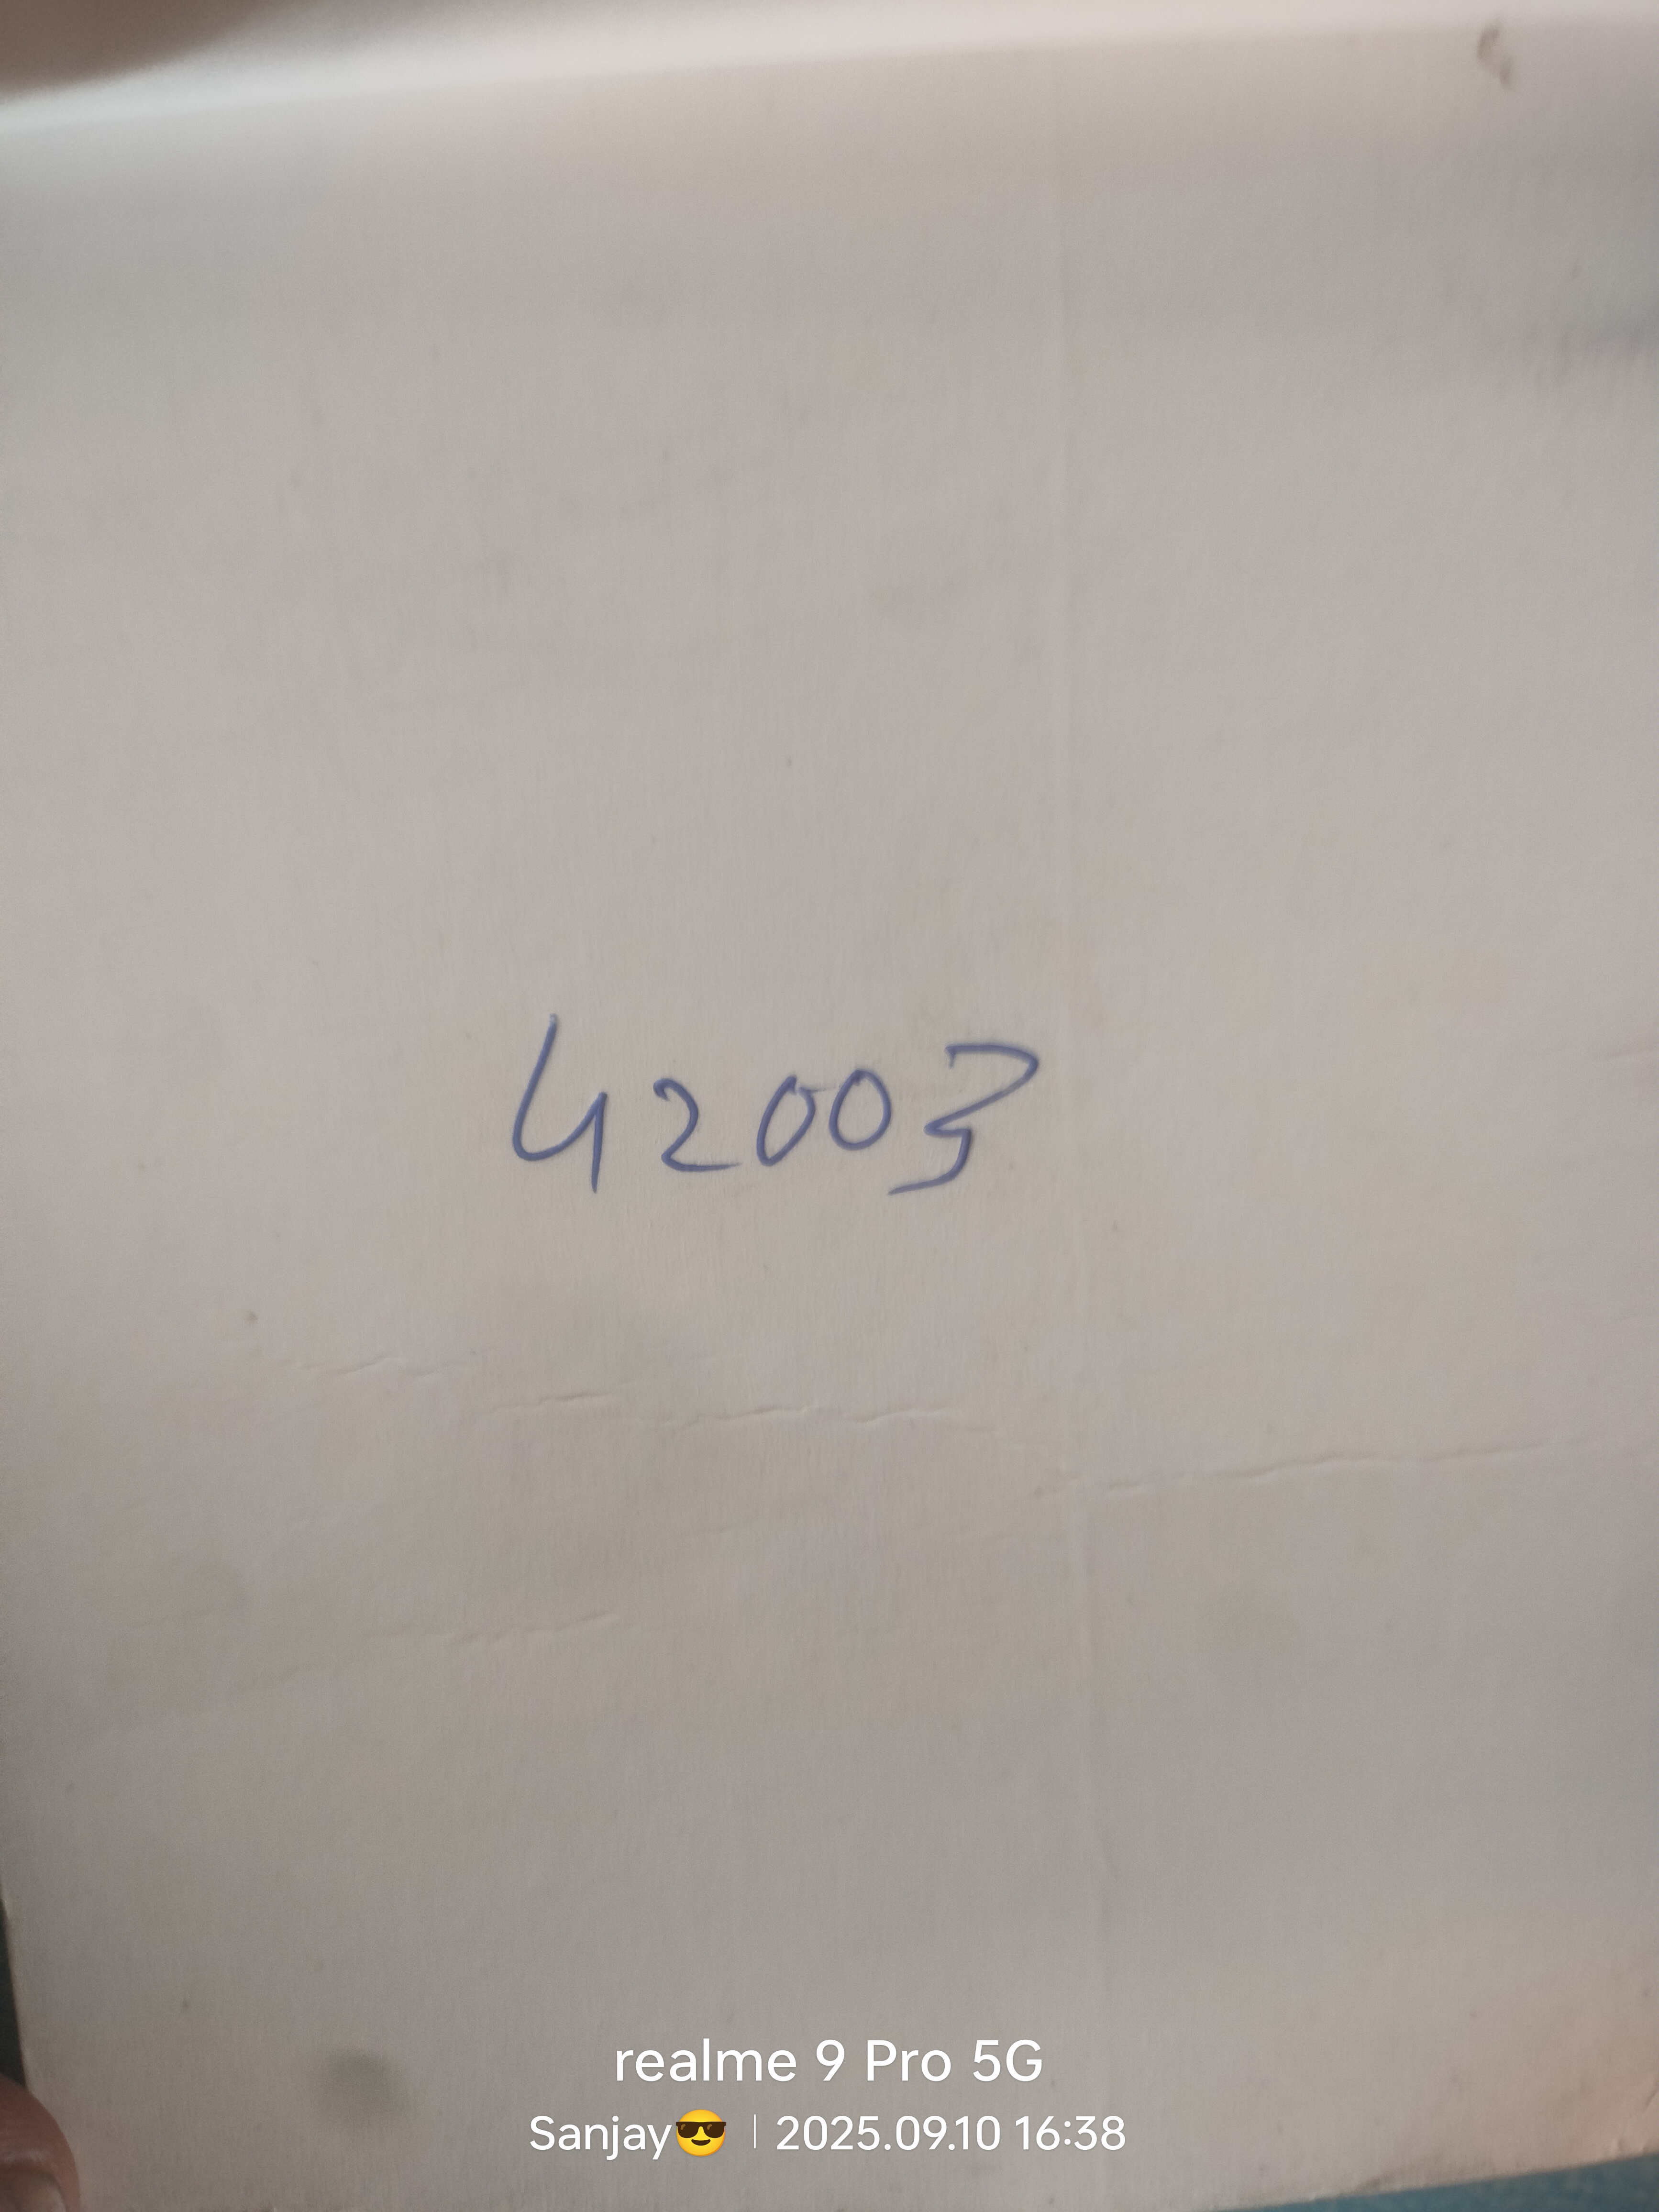 42003
realme 9 Pro 5G
Sanjay😎 | 2025.09.10 16:38